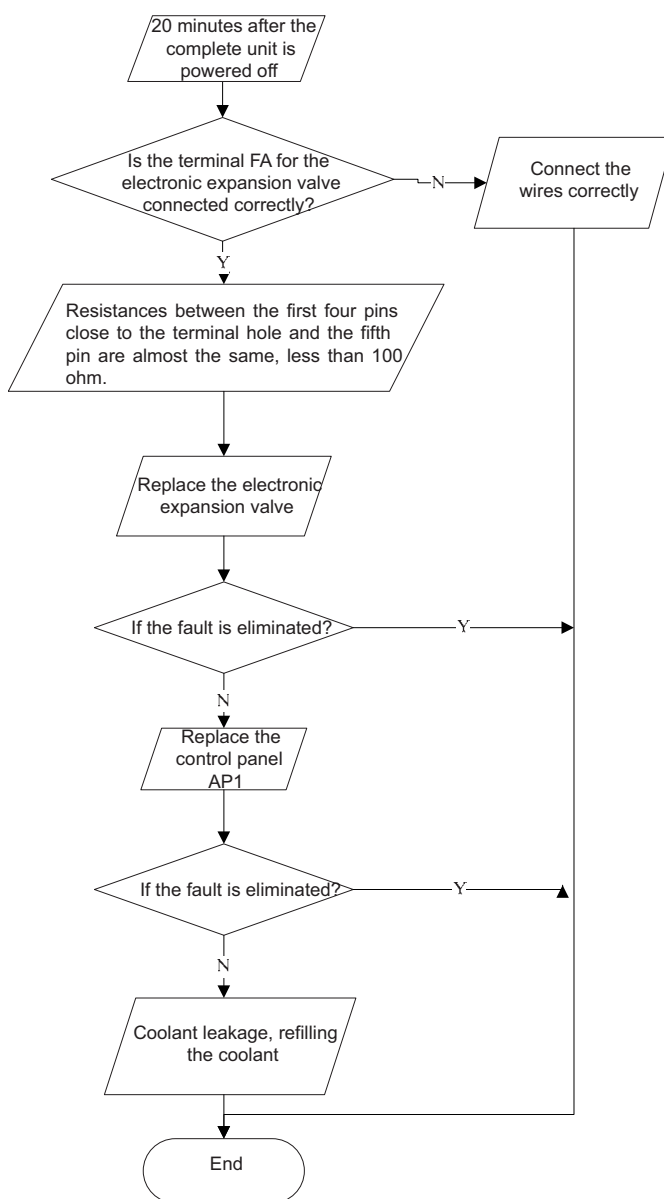 20 minutes after the
complete unit is
powered off
Is the terminal FA for the
electronic expansion valve
connected correctly?
N
Connect the
wires correctly
Y
Resistances between the first four pins
close to the terminal hole and the fifth
pin are almost the same, less than 100
ohm.
Replace the electronic
expansion valve
If the fault is eliminated?
Y
N
Replace the
control panel
AP1
If the fault is eliminated?
Y
N
Coolant leakage, refilling
the coolant
End